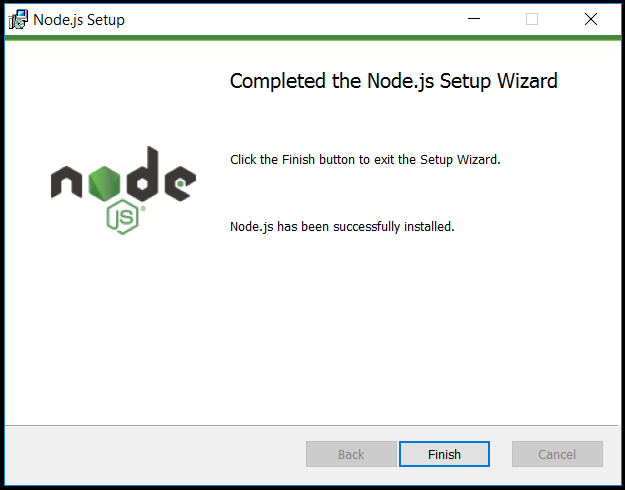 Node.js Setup
Completed the Node.js Setup Wizard
Click the Finish button to exit the Setup Wizard.
node
JS®
Node.js has been successfully installed.
Back
Finish
Cancel